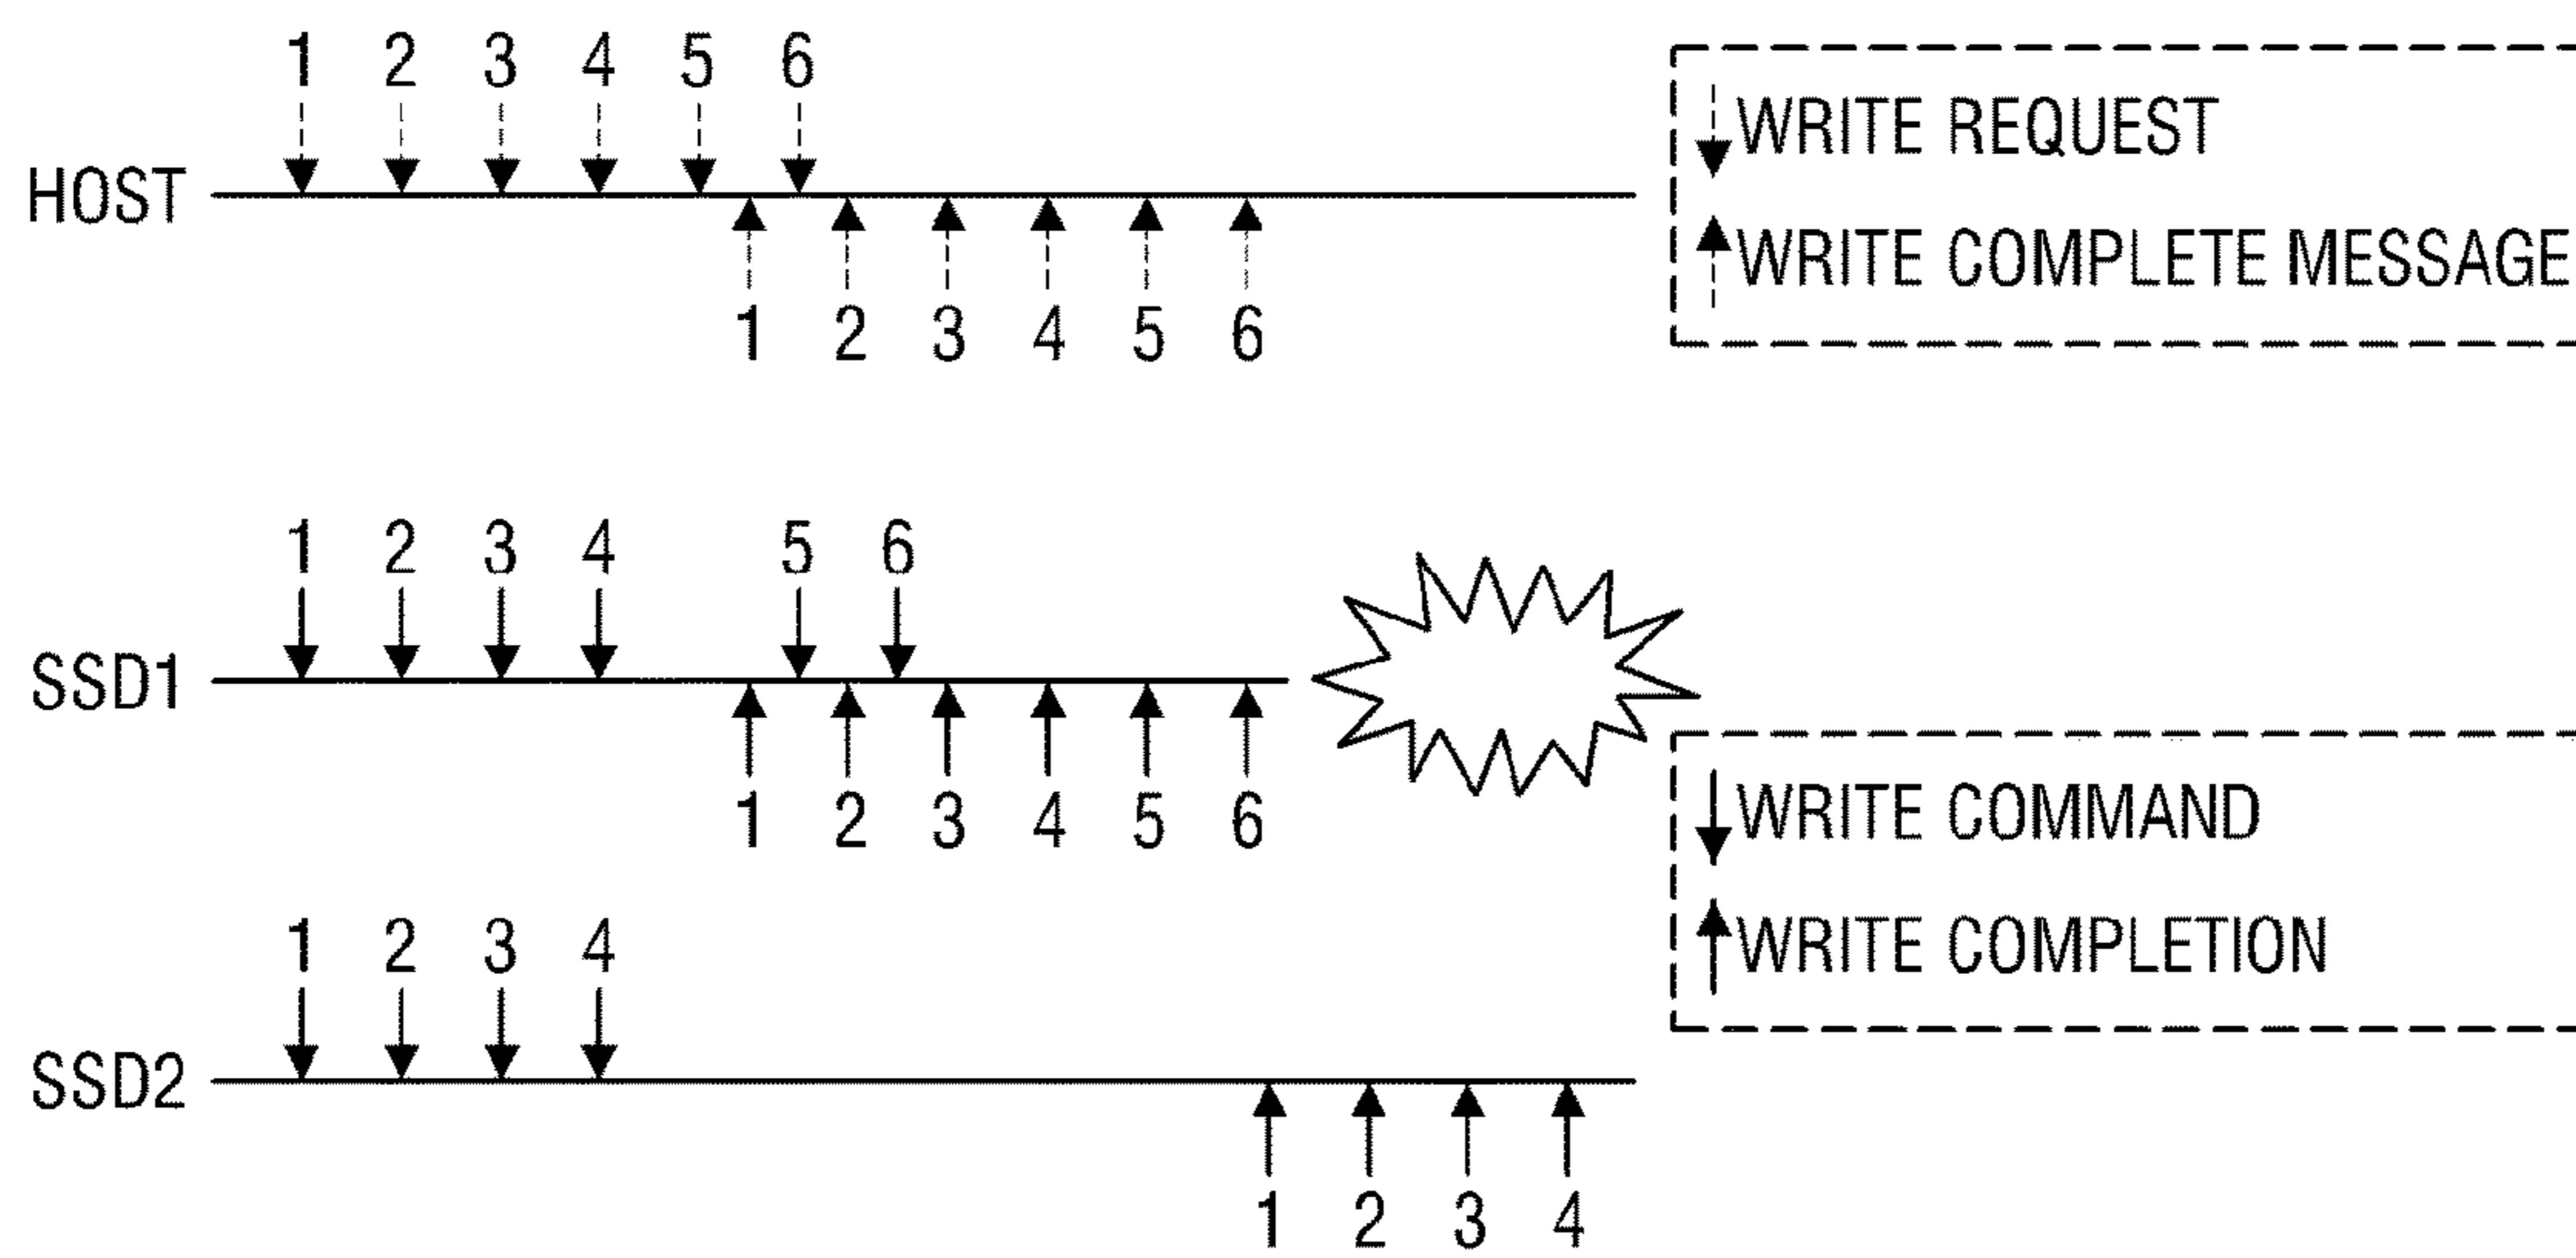 1 2 3 4 5 6
HOST
1 2 3 4 5 6
WRITE REQUEST
WRITE COMPLETE MESSAGE
1 2 3 4 5 6
SSD1
1 2 3 4 5 6
WRITE COMMAND
WRITE COMPLETION
1 2 3 4
SSD2
1 2 3 4